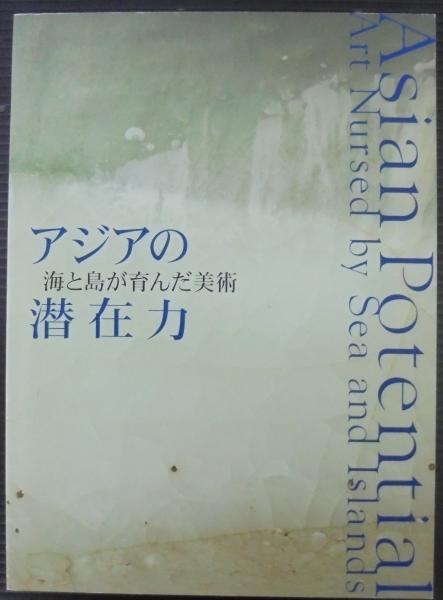 アジアの
海と島が育んだ美術
潜在力
Asian Potential
Art Nursed by Sea and Islands